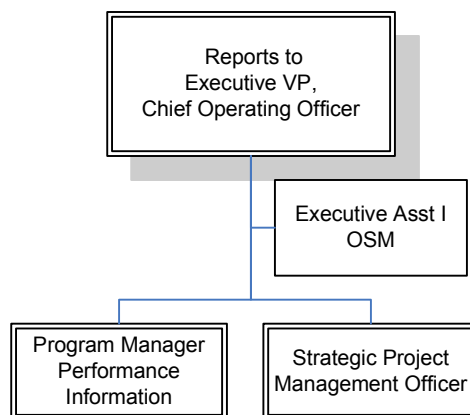 Reports to
Executive VP,
Chief Operating Officer
Executive Asst I
OSM
Program Manager
Performance
Information
Strategic Project
Management Officer